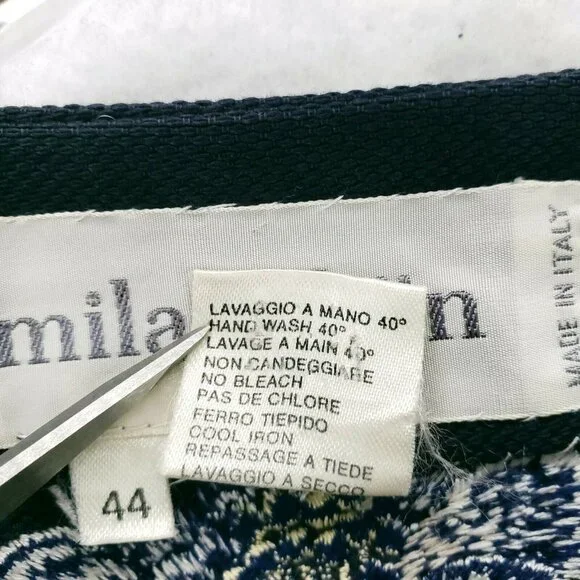 mila
MADE IN ITALY
LAVAGGIO A MANO 40°
HAND WASH 40°
LAVAGE A MAIN 40°
NON CANDEGGIARE
NO BLEACH
PAS DE CHLORE
FERRO TIEPIDO
COOL IRON
REPASSAGE A TIEDE
LAVAGGIO A SECCO
44